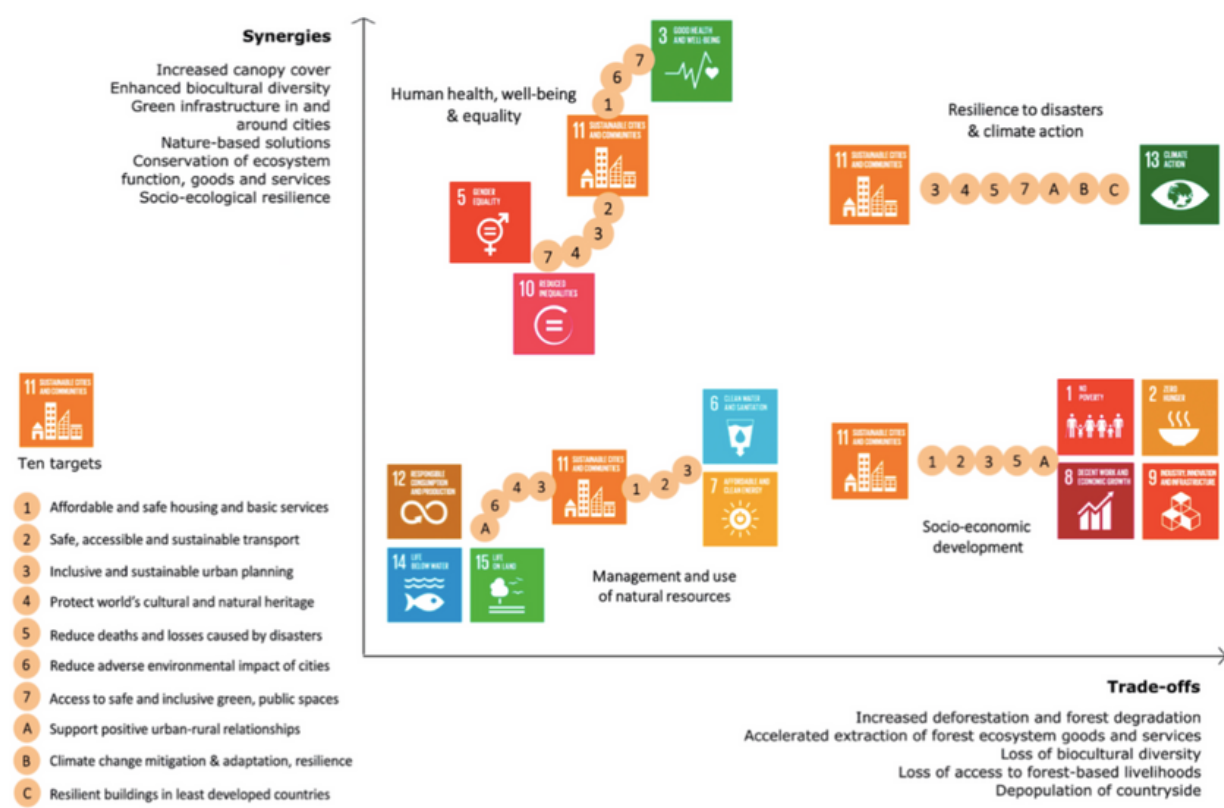 Synergies
Increased canopy cover
Enhanced biocultural diversity
Green infrastructure in and
around cities
Nature-based solutions
Conservation of ecosystem
function, goods and services
Socio-ecological resilience
Human health, well-being
& equality
3 GOOD HEALTH
AND WELL-BEING
7
6
1
11 SUSTAINABLE CITIES
AND COMMUNITIES
5 GENDER
EQUALITY
2
3
4
7
10 REDUCED
INEQUALITIES
Resilience to disasters
& climate action
11 SUSTAINABLE CITIES
AND COMMUNITIES
3 4 5 7 A B C
13 CLIMATE
ACTION
11 SUSTAINABLE CITIES
AND COMMUNITIES
Ten targets
1 Affordable and safe housing and basic services
2 Safe, accessible and sustainable transport
3 Inclusive and sustainable urban planning
4 Protect world's cultural and natural heritage
5 Reduce deaths and losses caused by disasters
6 Reduce adverse environmental impact of cities
7 Access to safe and inclusive green, public spaces
A Support positive urban-rural relationships
B Climate change mitigation & adaptation, resilience
C Resilient buildings in least developed countries
12 RESPONSIBLE
CONSUMPTION
AND PRODUCTION
A
6
4
3
11 SUSTAINABLE CITIES
AND COMMUNITIES
1
2
3
6 CLEAN WATER
AND SANITATION
7 AFFORDABLE AND
CLEAN ENERGY
14 LIFE
BELOW WATER
15 LIFE
ON LAND
Management and use
of natural resources
11 SUSTAINABLE CITIES
AND COMMUNITIES
1 2 3 5 A
1 NO
POVERTY
2 ZERO
HUNGER
8 DECENT WORK AND
ECONOMIC GROWTH
9 INDUSTRY, INNOVATION
AND INFRASTRUCTURE
Socio-economic
development
Trade-offs
Increased deforestation and forest degradation
Accelerated extraction of forest ecosystem goods and services
Loss of biocultural diversity
Loss of access to forest-based livelihoods
Depopulation of countryside